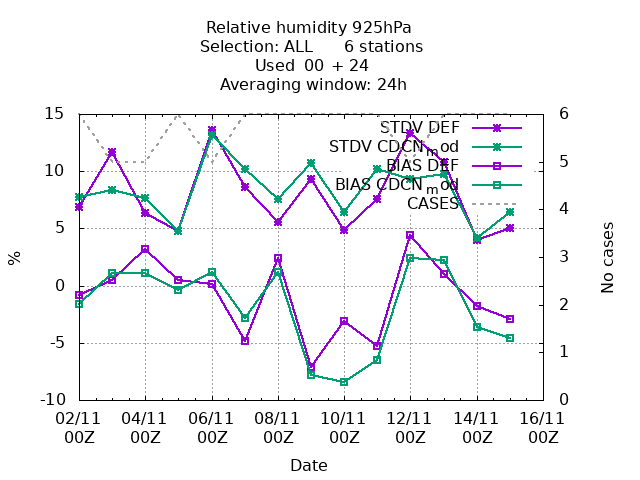 Relative humidity 925hPa
Selection: ALL 6 stations
Used 00 + 24
Averaging window: 24h
15 6
STDV DEF
STDV CDCN_mod
10 5
BIAS DEF
BIAS CDCN_mod
CASES
4
5
% 0 3 No cases
2
-5
1
-10 0
02/11 04/11 06/11 08/11 10/11 12/11 14/11 16/11
00Z 00Z 00Z 00Z 00Z 00Z 00Z 00Z
Date